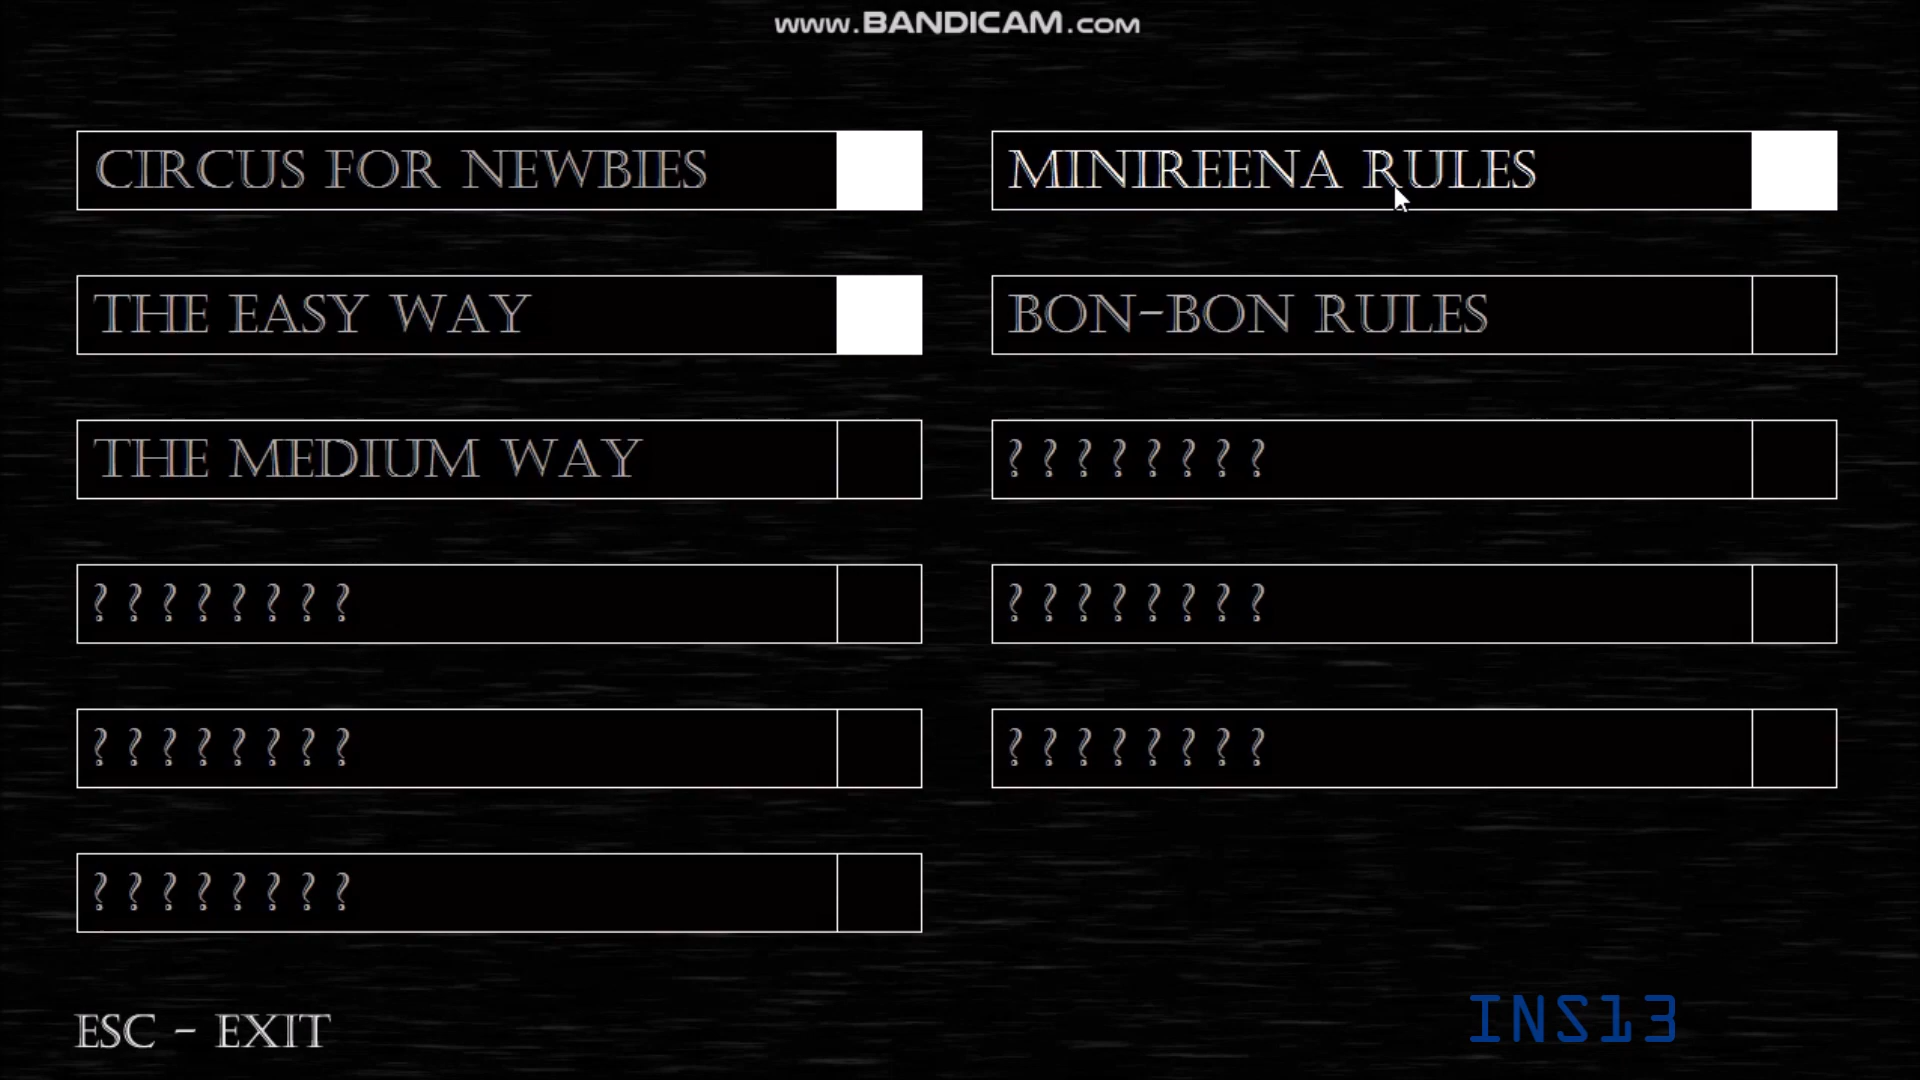 www.BANDICAM.com
CIRCUS FOR NEWBIES
MINIREENA RULES
THE EASY WAY
BON-BON RULES
THE MEDIUM WAY
? ? ? ? ? ? ? ?
? ? ? ? ? ? ? ?
? ? ? ? ? ? ? ?
? ? ? ? ? ? ? ?
? ? ? ? ? ? ? ?
? ? ? ? ? ? ? ?
ESC - EXIT
INS13